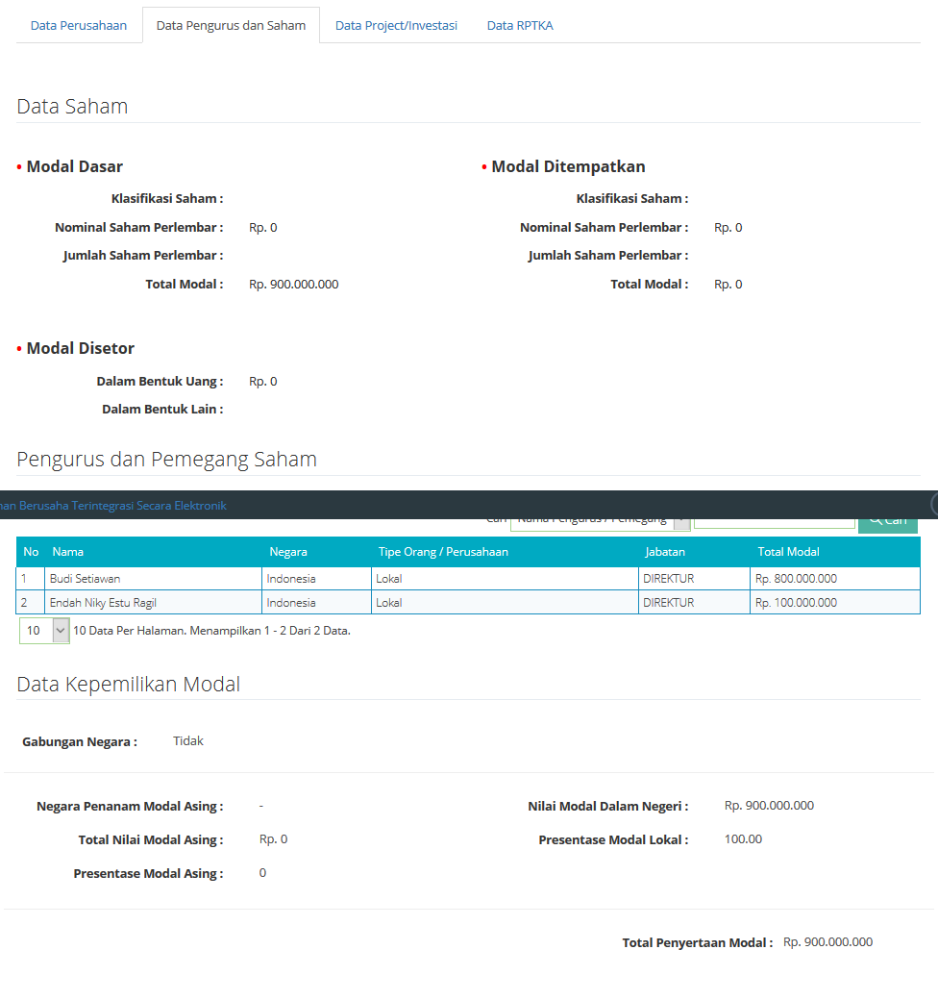 Data Perusahaan Data Pengurus dan Saham Data Project/Investasi Data RPTKA
Data Saham
• Modal Dasar
Klasifikasi Saham :
Nominal Saham Perlembar : Rp. 0
Jumlah Saham Perlembar :
Total Modal : Rp. 900.000.000
• Modal Ditempatkan
Klasifikasi Saham :
Nominal Saham Perlembar : Rp. 0
Jumlah Saham Perlembar :
Total Modal : Rp. 0
• Modal Disetor
Dalam Bentuk Uang : Rp. 0
Dalam Bentuk Lain :
Pengurus dan Pemegang Saham
nan Berusaha Terintegrasi Secara Elektronik
Cari Nama Pengurus / Pemegang Cari
No Nama Negara Tipe Orang / Perusahaan Jabatan Total Modal
1 Budi Setiawan Indonesia Lokal DIREKTUR Rp. 800.000.000
2 Endah Niky Estu Ragil Indonesia Lokal DIREKTUR Rp. 100.000.000
10 10 Data Per Halaman. Menampilkan 1 - 2 Dari 2 Data.
Data Kepemilikan Modal
Gabungan Negara : Tidak
Negara Penanam Modal Asing : -
Total Nilai Modal Asing : Rp. 0
Presentase Modal Asing : 0
Nilai Modal Dalam Negeri : Rp. 900.000.000
Presentase Modal Lokal : 100.00
Total Penyertaan Modal : Rp. 900.000.000